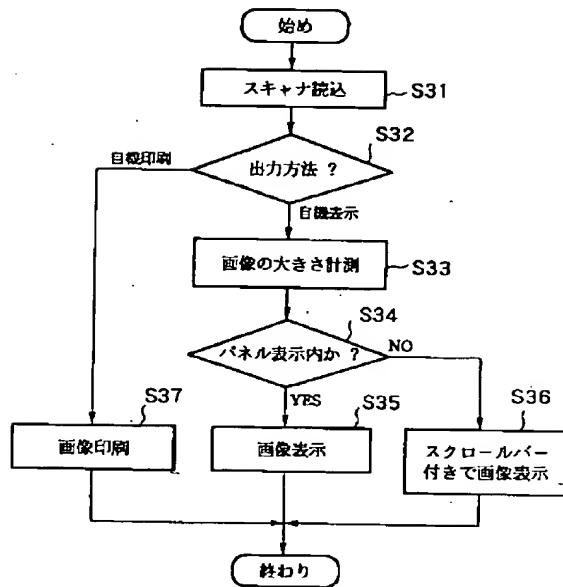 始め
スキャナ読込
S31
S32
出力方法 ?
自機印刷
自機表示
画像の大きさ計測
S33
S34
パネル表示内か ?
NO
YES
S37
画像印刷
S35
画像表示
S36
スクロールバー
付きで画像表示
終わり